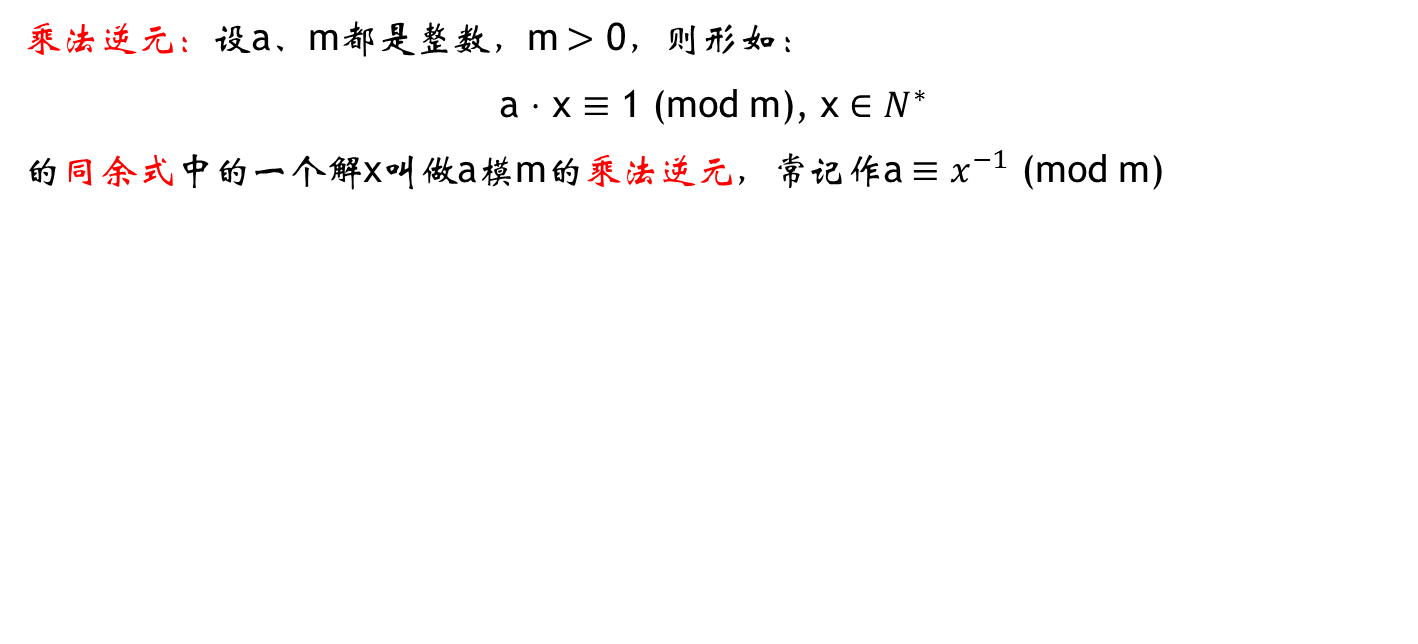 乘法逆元：设a、m都是整数，m > 0，则形如：
a · x ≡ 1 (mod m), x ∈ N*
的同余式中的一个解x叫做a模m的乘法逆元，常记作a ≡ x⁻¹ (mod m)